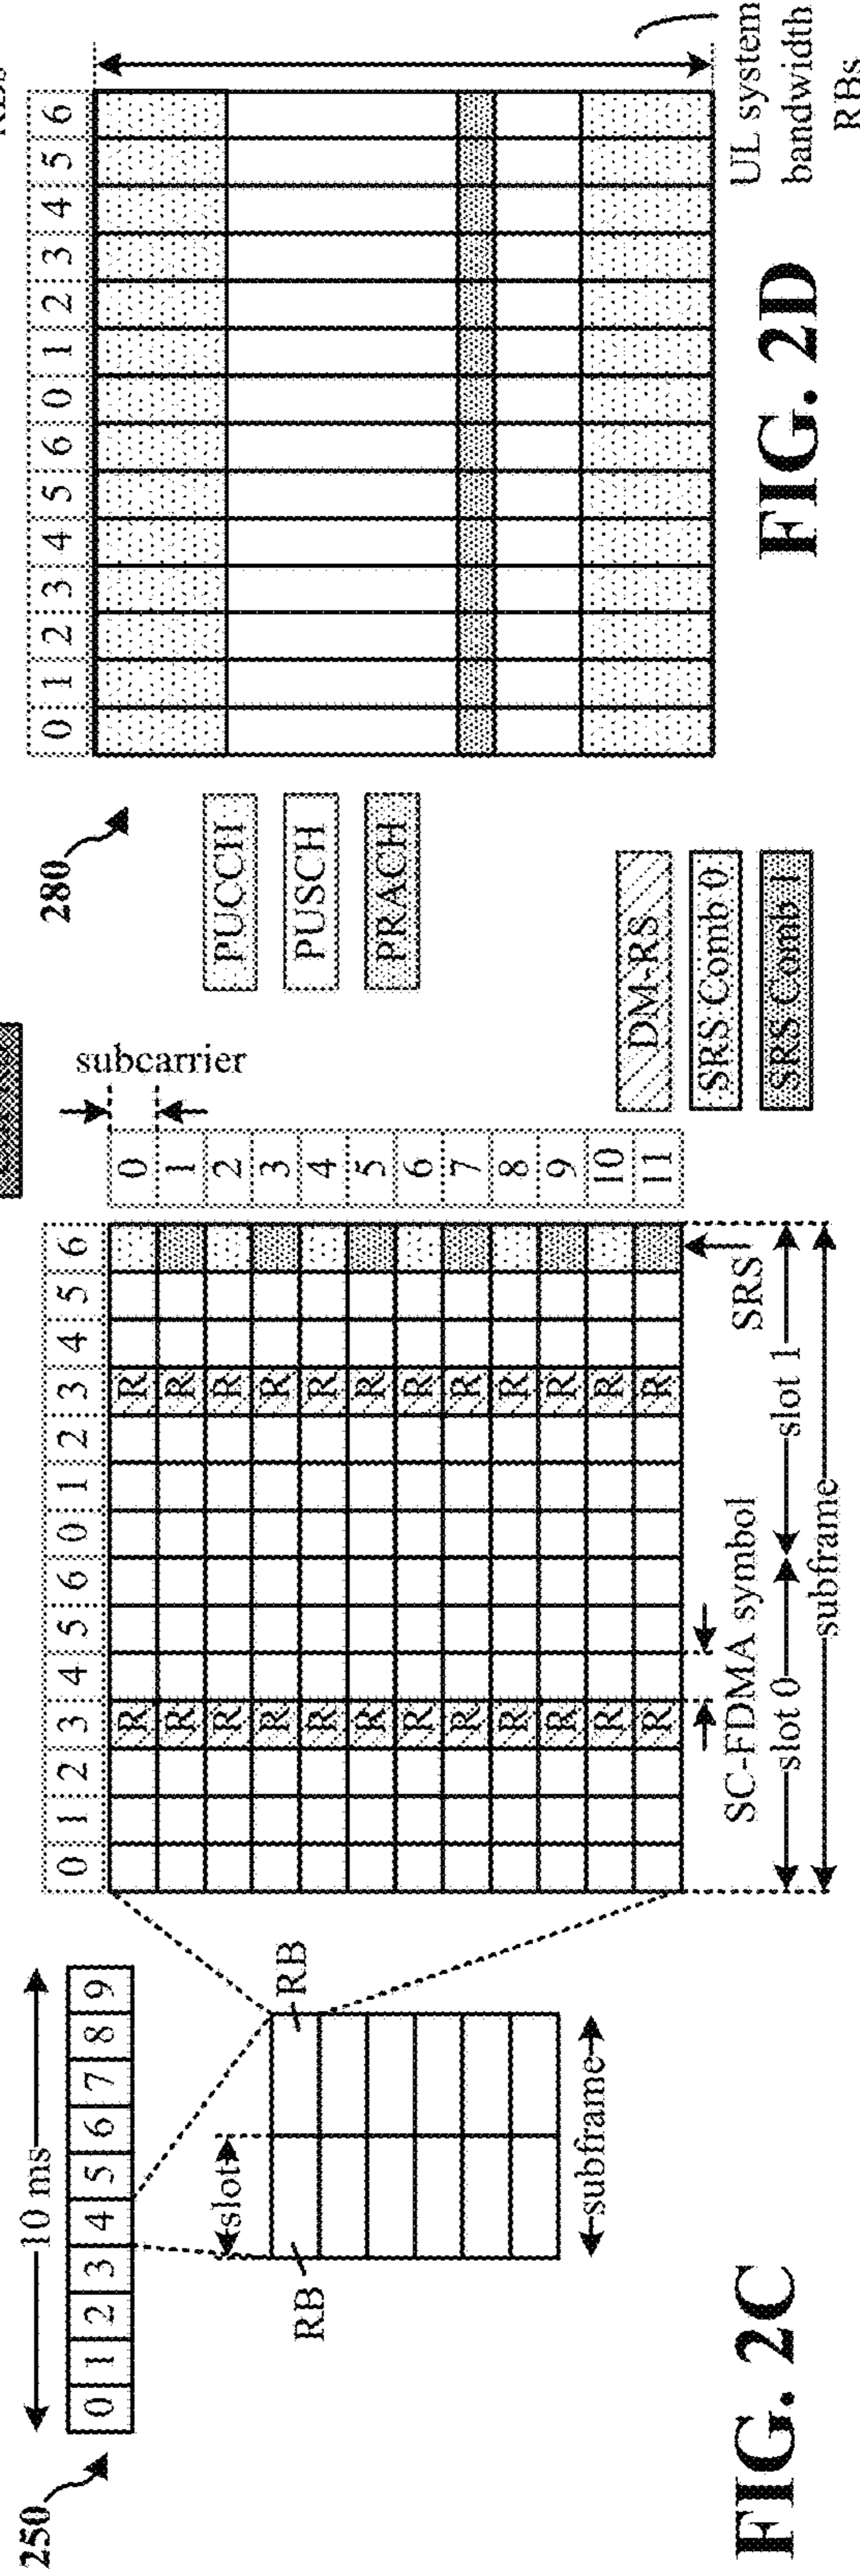 250
10 ms
0 1 2 3 4 5 6 7 8 9
slot
RB
RB
subframe
FIG. 2C
0 1 2 3 4 5 6 0 1 2 3 4 5 6
subcarrier
0
1
2
3
4
5
6
7
8
9
10
11
R R
R R
R R
R R
R R
R R
R R
R R
R R
R R
R R
R R
SRS
SC-FDMA symbol
slot 0
slot 1
subframe
DM-RS
SRS Comb 0
SRS Comb 1
280
PUCCH
PUSCH
PRACH
0 1 2 3 4 5 6 0 1 2 3 4 5 6
UL system
bandwidth
RBs
FIG. 2D